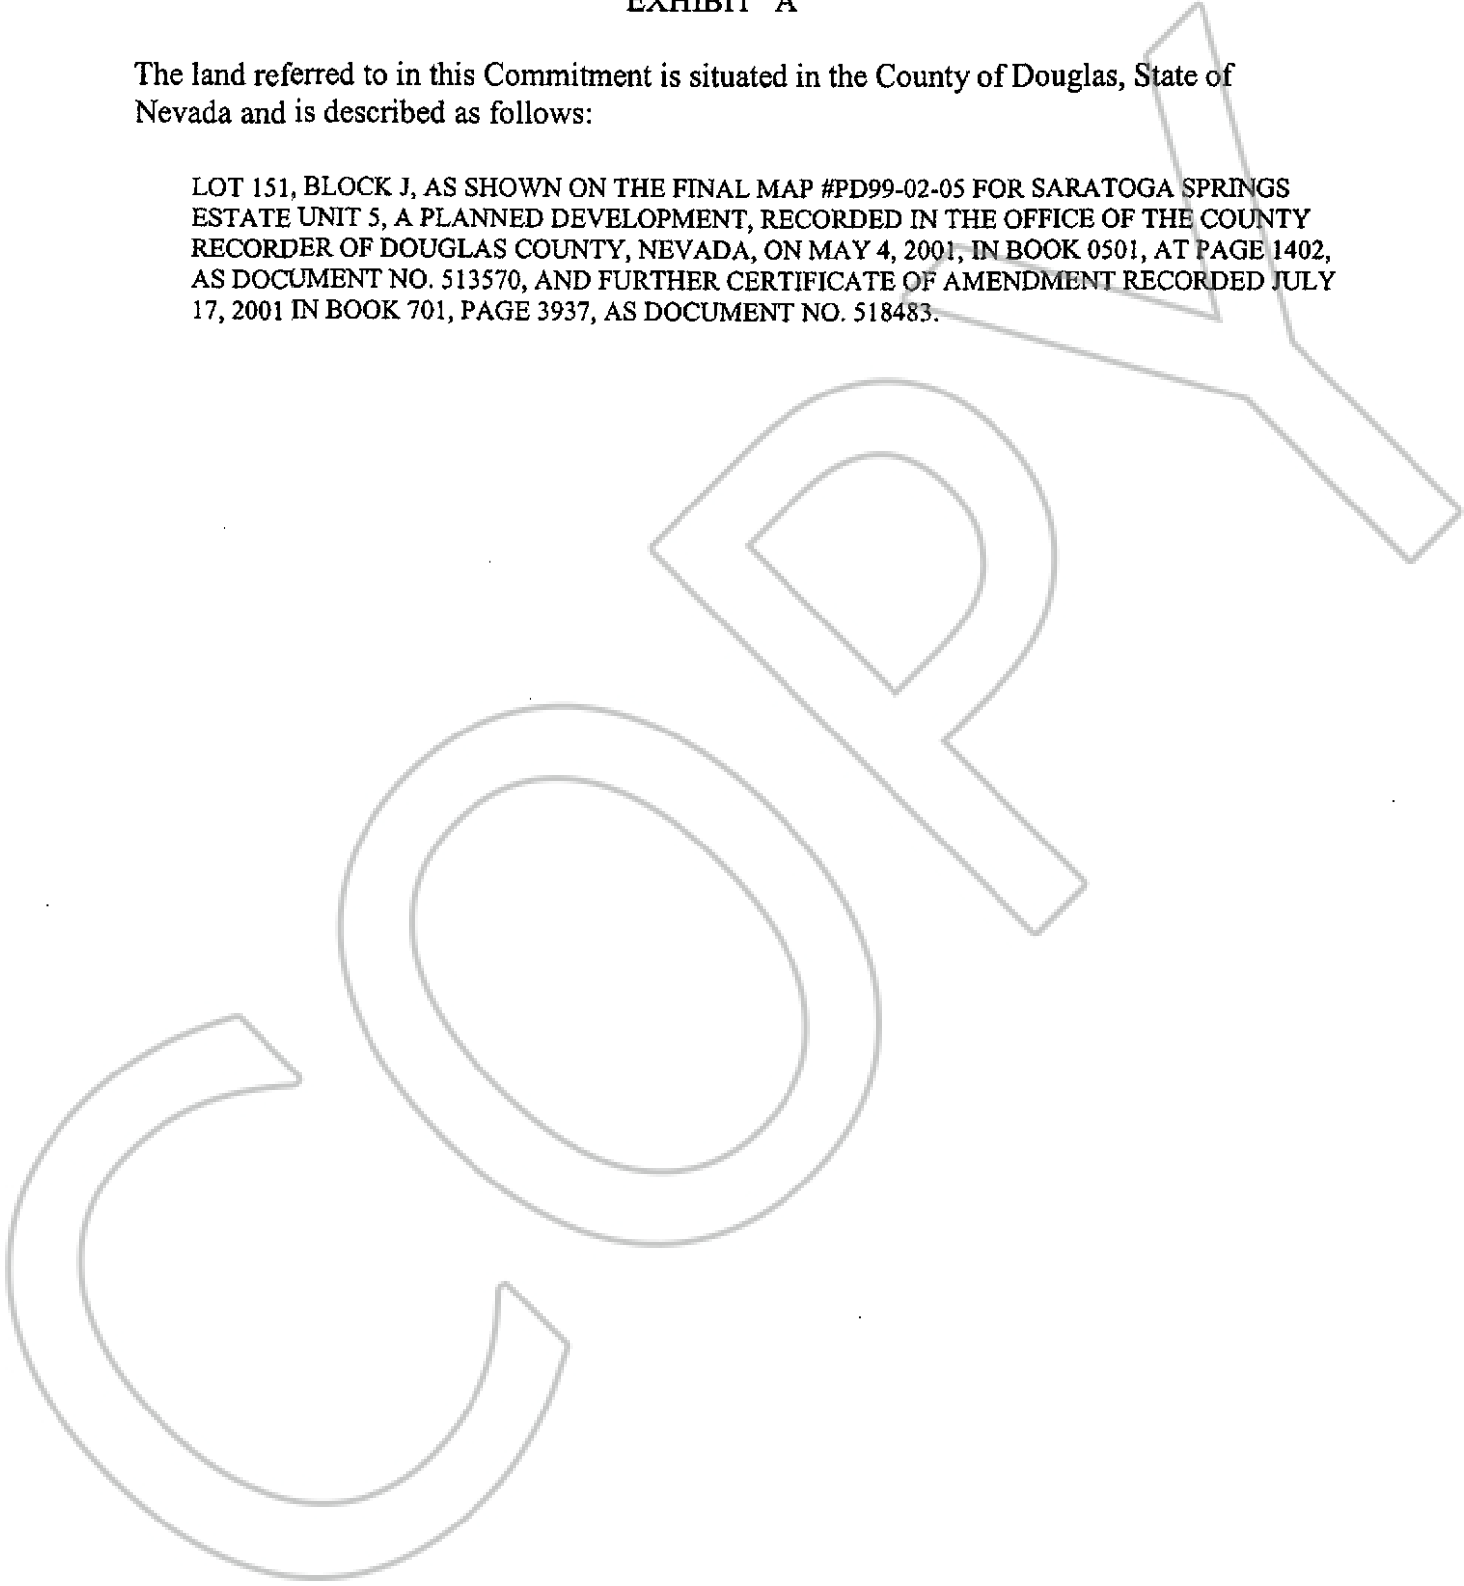 EXHIBIT "A"
The land referred to in this Commitment is situated in the County of Douglas, State of
Nevada and is described as follows:
LOT 151, BLOCK J, AS SHOWN ON THE FINAL MAP #PD99-02-05 FOR SARATOGA SPRINGS
ESTATE UNIT 5, A PLANNED DEVELOPMENT, RECORDED IN THE OFFICE OF THE COUNTY
RECORDER OF DOUGLAS COUNTY, NEVADA, ON MAY 4, 2001, IN BOOK 0501, AT PAGE 1402,
AS DOCUMENT NO. 513570, AND FURTHER CERTIFICATE OF AMENDMENT RECORDED JULY
17, 2001 IN BOOK 701, PAGE 3937, AS DOCUMENT NO. 518483.
COPY